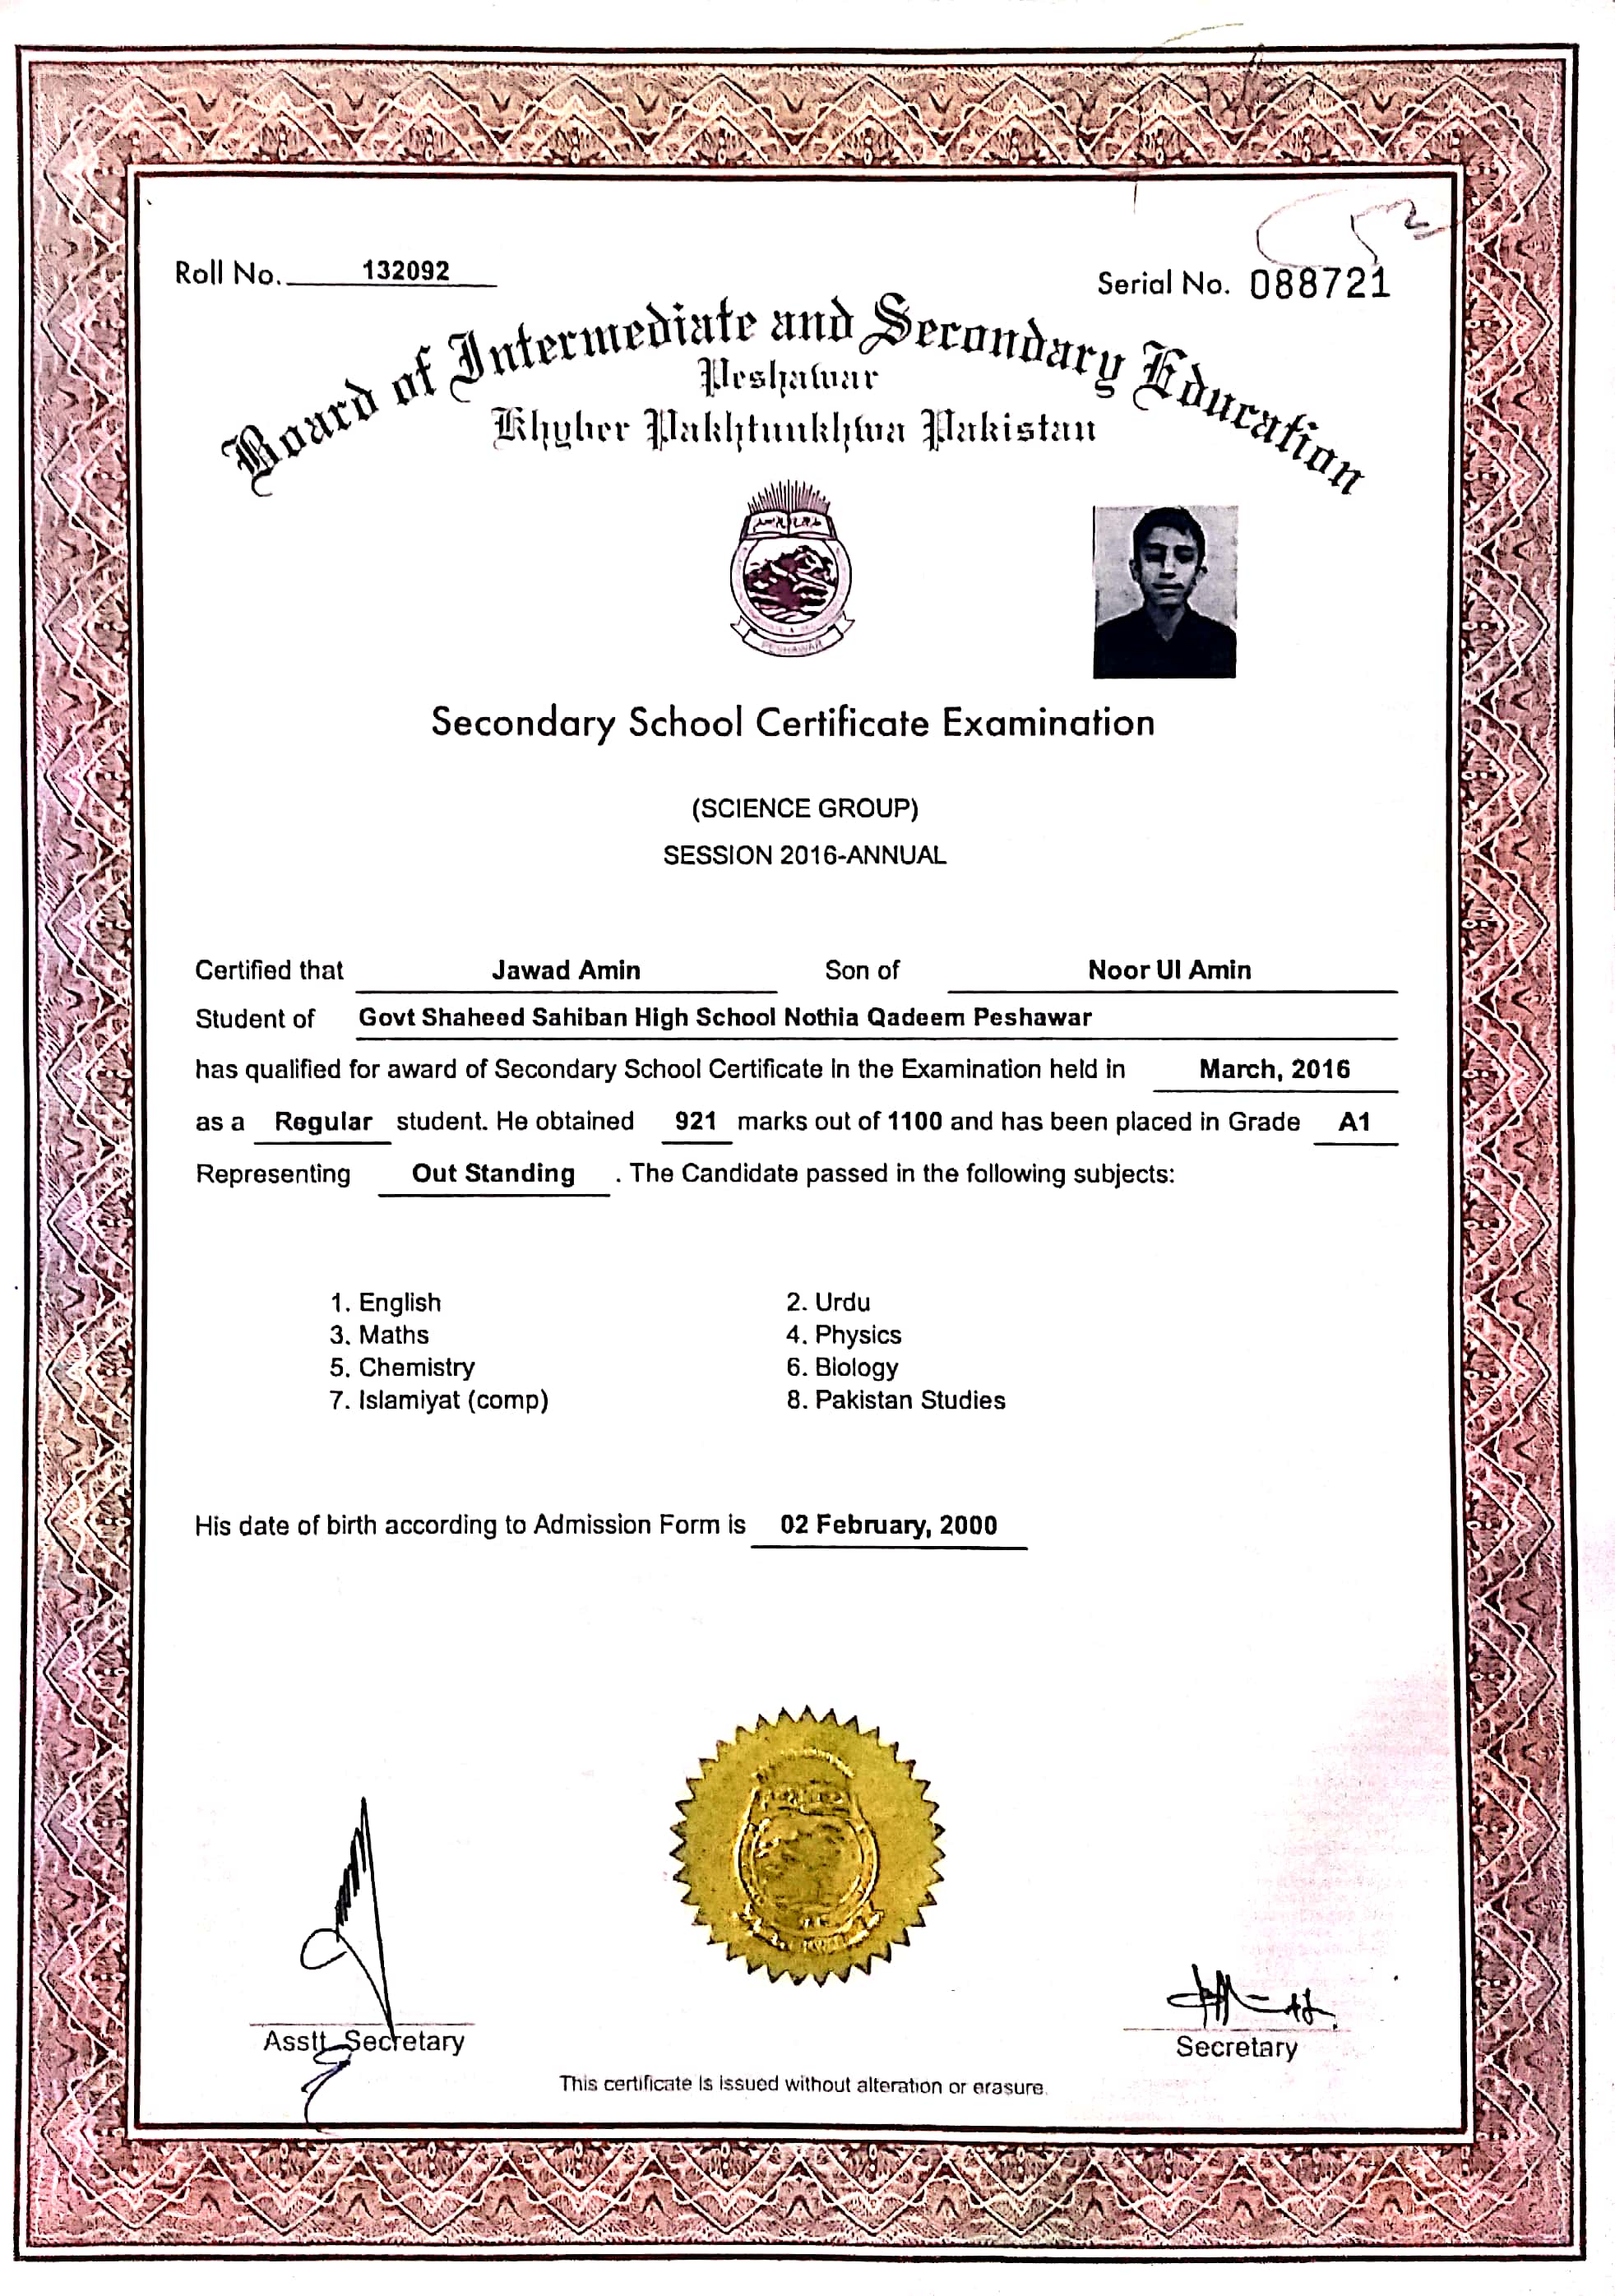 Roll No. 132092
Serial No. 088721
Board of Intermediate and Secondary Education
Peshawar
Khyber Pakhtunkhwa Pakistan
PESHAWAR
Secondary School Certificate Examination
(SCIENCE GROUP)
SESSION 2016-ANNUAL
Certified that Jawad Amin Son of Noor Ul Amin
Student of Govt Shaheed Sahiban High School Nothia Qadeem Peshawar
has qualified for award of Secondary School Certificate in the Examination held in March, 2016
as a Regular student. He obtained 921 marks out of 1100 and has been placed in Grade A1
Representing Out Standing . The Candidate passed in the following subjects:
1. English 2. Urdu
3. Maths 4. Physics
5. Chemistry 6. Biology
7. Islamiyat (comp) 8. Pakistan Studies
His date of birth according to Admission Form is 02 February, 2000
Asstt. Secretary
Secretary
This certificate is issued without alteration or erasure.